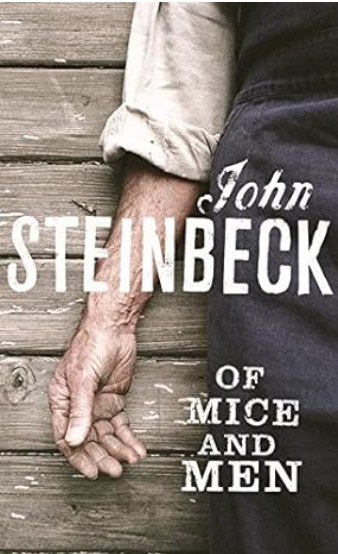 John
STEINBECK
OF
MICE
AND
MEN